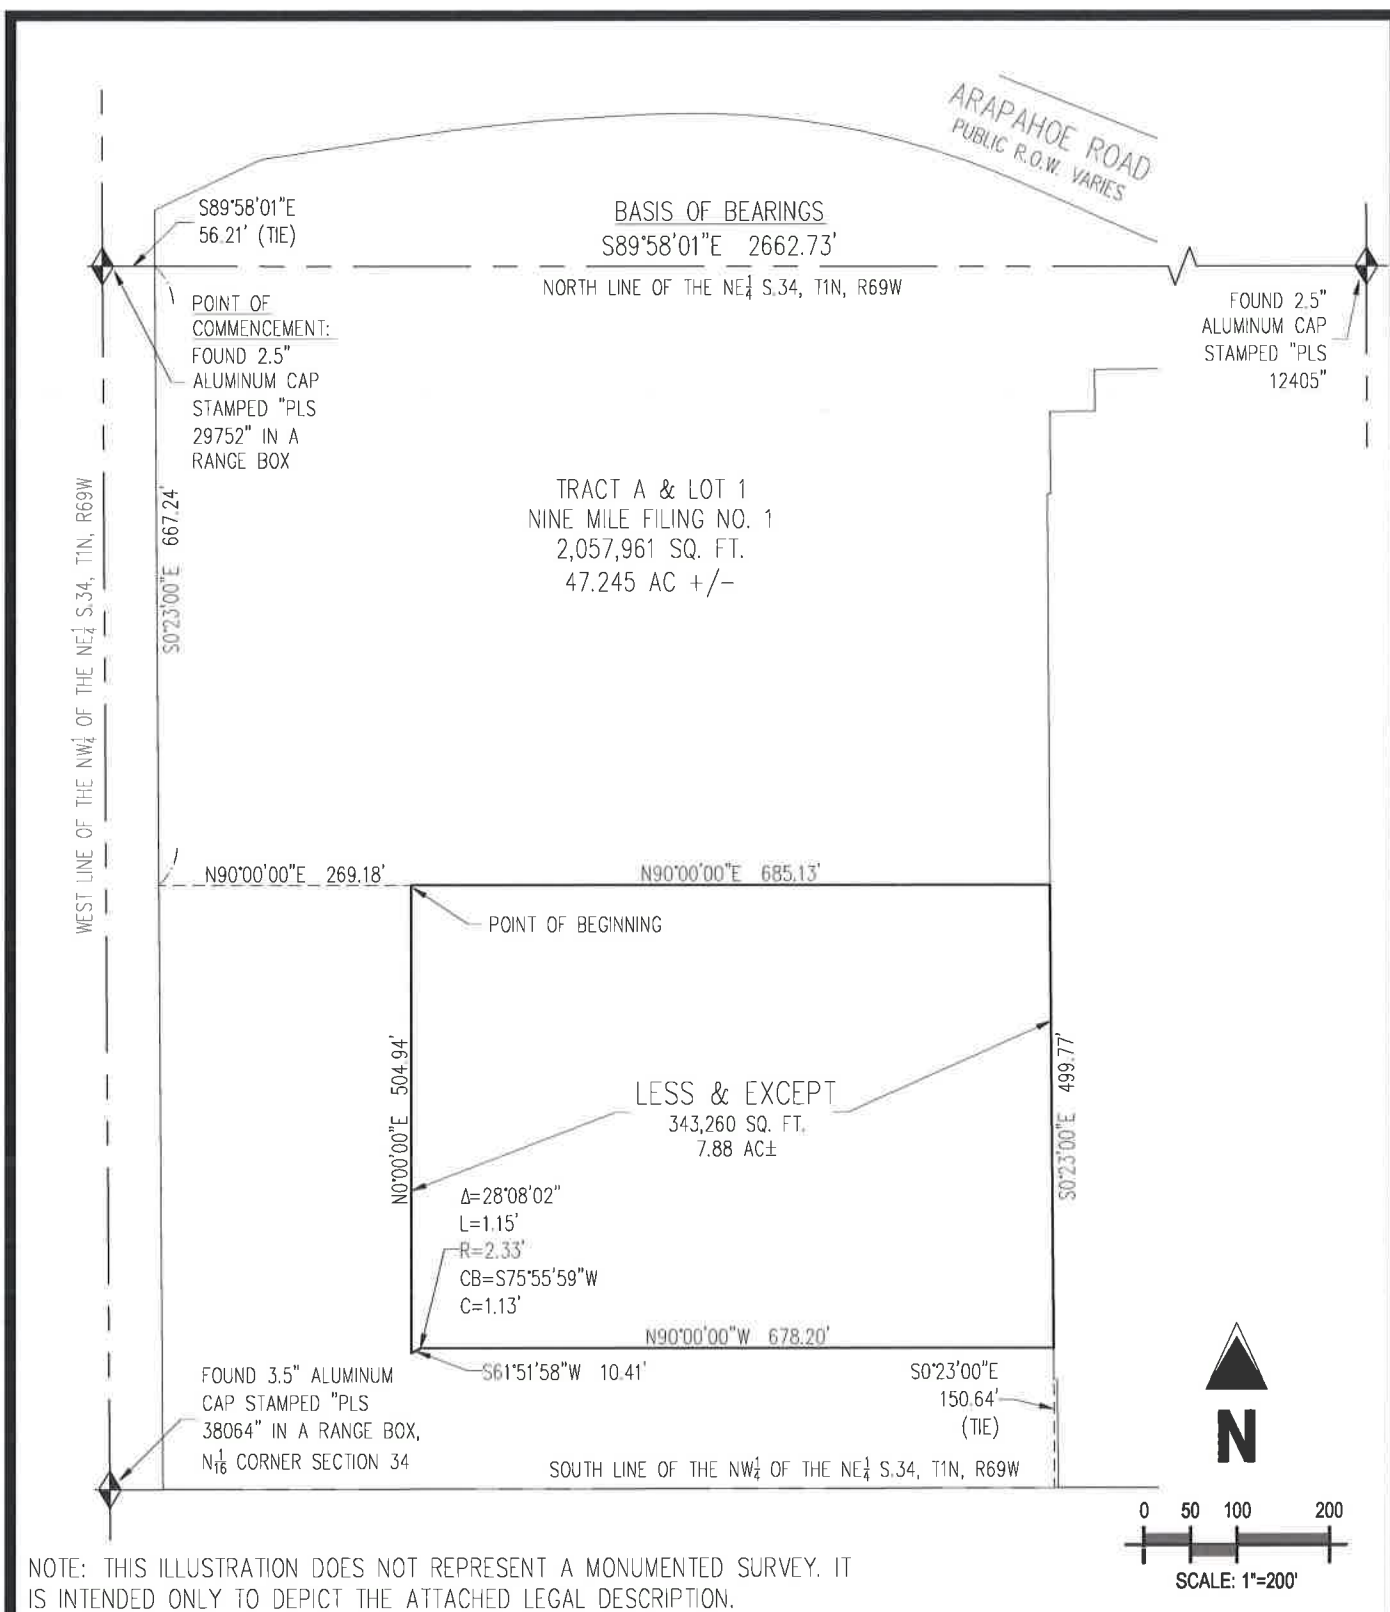 ARAPAHOE ROAD
PUBLIC R.O.W. VARIES
S89°58'01"E
56.21' (TIE)
BASIS OF BEARINGS
S89°58'01"E 2662.73'
NORTH LINE OF THE NE1/4 S.34, T1N, R69W
POINT OF
COMMENCEMENT:
FOUND 2.5"
ALUMINUM CAP
STAMPED "PLS
29752" IN A
RANGE BOX
FOUND 2.5"
ALUMINUM CAP
STAMPED "PLS
12405"
WEST LINE OF THE NW1/4 OF THE NE1/4 S.34, T1N, R69W
S0°23'00"E 667.24'
TRACT A & LOT 1
NINE MILE FILING NO. 1
2,057,961 SQ. FT.
47.245 AC +/-
N90°00'00"E 269.18'
N90°00'00"E 685.13'
POINT OF BEGINNING
N0°00'00"E 504.94'
LESS & EXCEPT
343,260 SQ. FT.
7.88 AC±
S0°23'00"E 499.77'
Δ=28°08'02"
L=1.15'
R=2.33'
CB=S75°55'59"W
C=1.13'
N90°00'00"W 678.20'
S61°51'58"W 10.41'
FOUND 3.5" ALUMINUM
CAP STAMPED "PLS
38064" IN A RANGE BOX,
N1/16 CORNER SECTION 34
S0°23'00"E
150.64'
(TIE)
SOUTH LINE OF THE NW1/4 OF THE NE1/4 S.34, T1N, R69W
N
0 50 100 200
SCALE: 1"=200'
NOTE: THIS ILLUSTRATION DOES NOT REPRESENT A MONUMENTED SURVEY. IT
IS INTENDED ONLY TO DEPICT THE ATTACHED LEGAL DESCRIPTION.